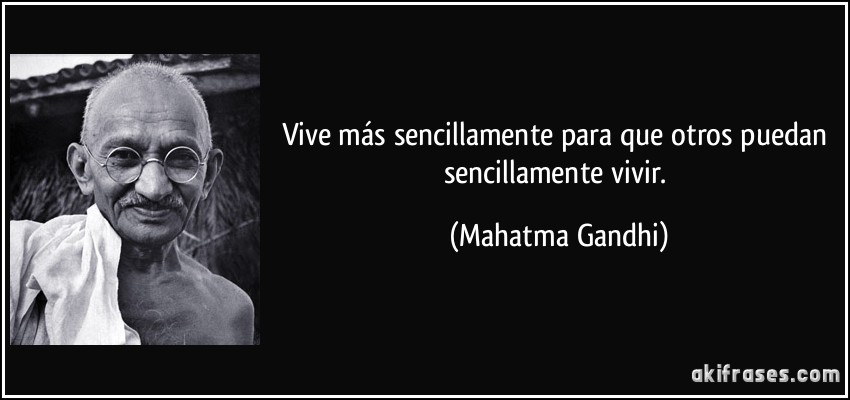 Vive más sencillamente para que otros puedan
sencillamente vivir.
(Mahatma Gandhi)
akifrases.com